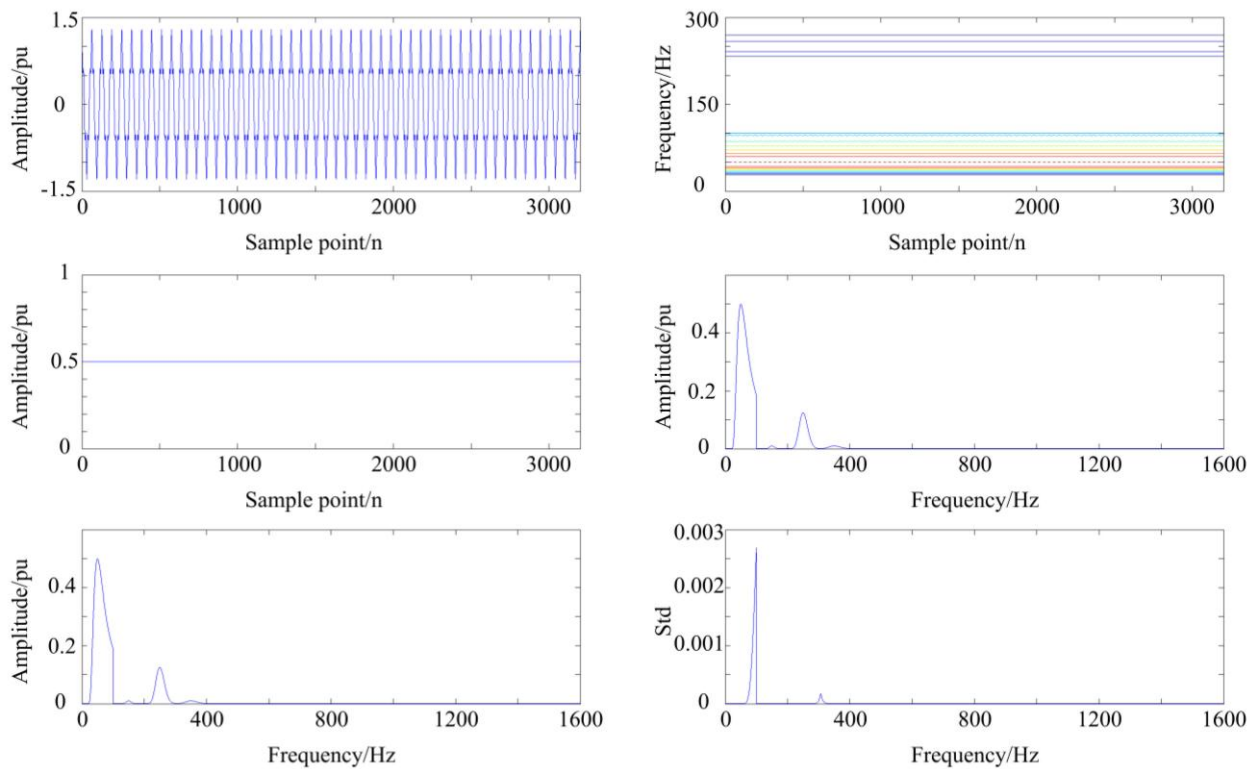 Amplitude/pu
1.5
0
-1.5
0 1000 2000 3000
Sample point/n
Frequency/Hz
300
150
0
0 1000 2000 3000
Sample point/n
Amplitude/pu
1
0.5
0
0 1000 2000 3000
Sample point/n
Amplitude/pu
0.4
0.2
0
0 400 800 1200 1600
Frequency/Hz
Amplitude/pu
0.4
0.2
0
0 400 800 1200 1600
Frequency/Hz
Std
0.003
0.002
0.001
0
0 400 800 1200 1600
Frequency/Hz